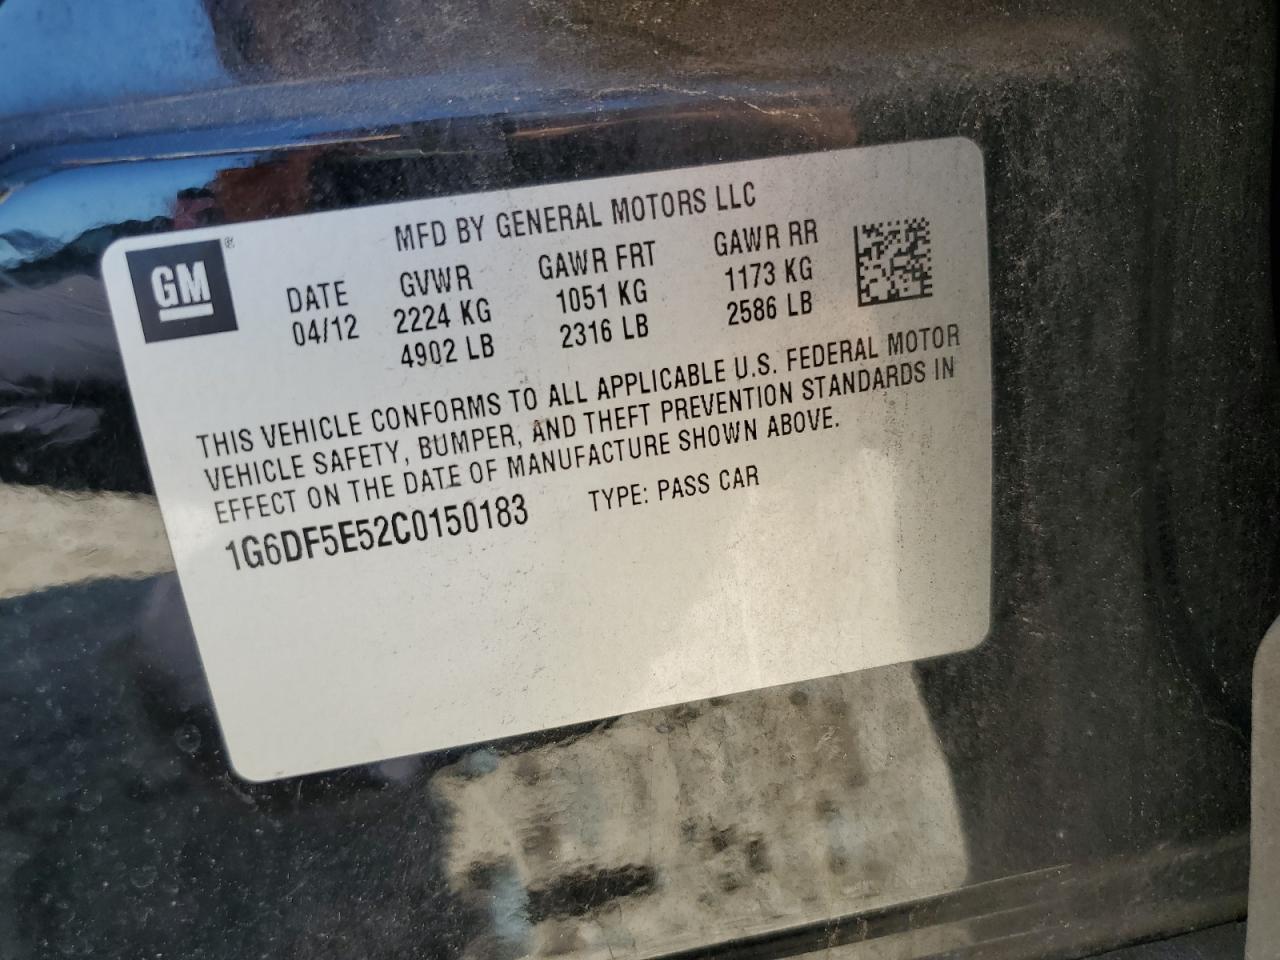 MFD BY GENERAL MOTORS LLC
GM®
DATE GVWR GAWR FRT GAWR RR
04/12 2224 KG 1051 KG 1173 KG
4902 LB 2316 LB 2586 LB
THIS VEHICLE CONFORMS TO ALL APPLICABLE U.S. FEDERAL MOTOR
VEHICLE SAFETY, BUMPER, AND THEFT PREVENTION STANDARDS IN
EFFECT ON THE DATE OF MANUFACTURE SHOWN ABOVE.
1G6DF5E52C0150183 TYPE: PASS CAR